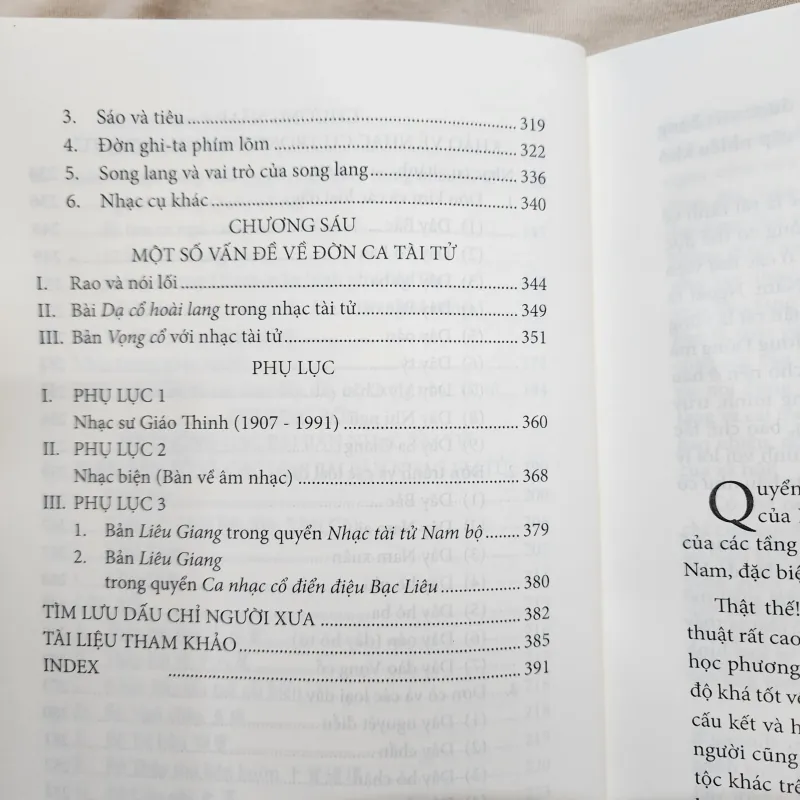 3. Sáo và tiêu ........ 319
4. Đờn ghi-ta phím lõm ........ 322
5. Song lang và vai trò của song lang ........ 336
6. Nhạc cụ khác ........ 340
CHƯƠNG SÁU
MỘT SỐ VẤN ĐỀ VỀ ĐỜN CA TÀI TỬ
I. Rao và nói lối ........ 344
II. Bài Dạ cổ hoài lang trong nhạc tài tử ........ 349
III. Bản Vọng cổ với nhạc tài tử ........ 351
PHỤ LỤC
I. PHỤ LỤC 1
Nhạc sư Giáo Thinh (1907 - 1991) ........ 360
II. PHỤ LỤC 2
Nhạc biện (Bàn về âm nhạc) ........ 368
III. PHỤ LỤC 3
1. Bản Liêu Giang trong quyển Nhạc tài tử Nam bộ ........ 379
2. Bản Liêu Giang
trong quyển Ca nhạc cổ điển điệu Bạc Liêu ........ 380
TÌM LƯU DẤU CHỈ NGƯỜI XƯA ........ 382
TÀI LIỆU THAM KHẢO ........ 385
INDEX ........ 391
Quyển
của
của các tầng
Nam, đặc biệ
Thật thế!
thuật rất cao
học phương
độ khá tốt về
cấu kết và h
người cũng
tộc khác trê